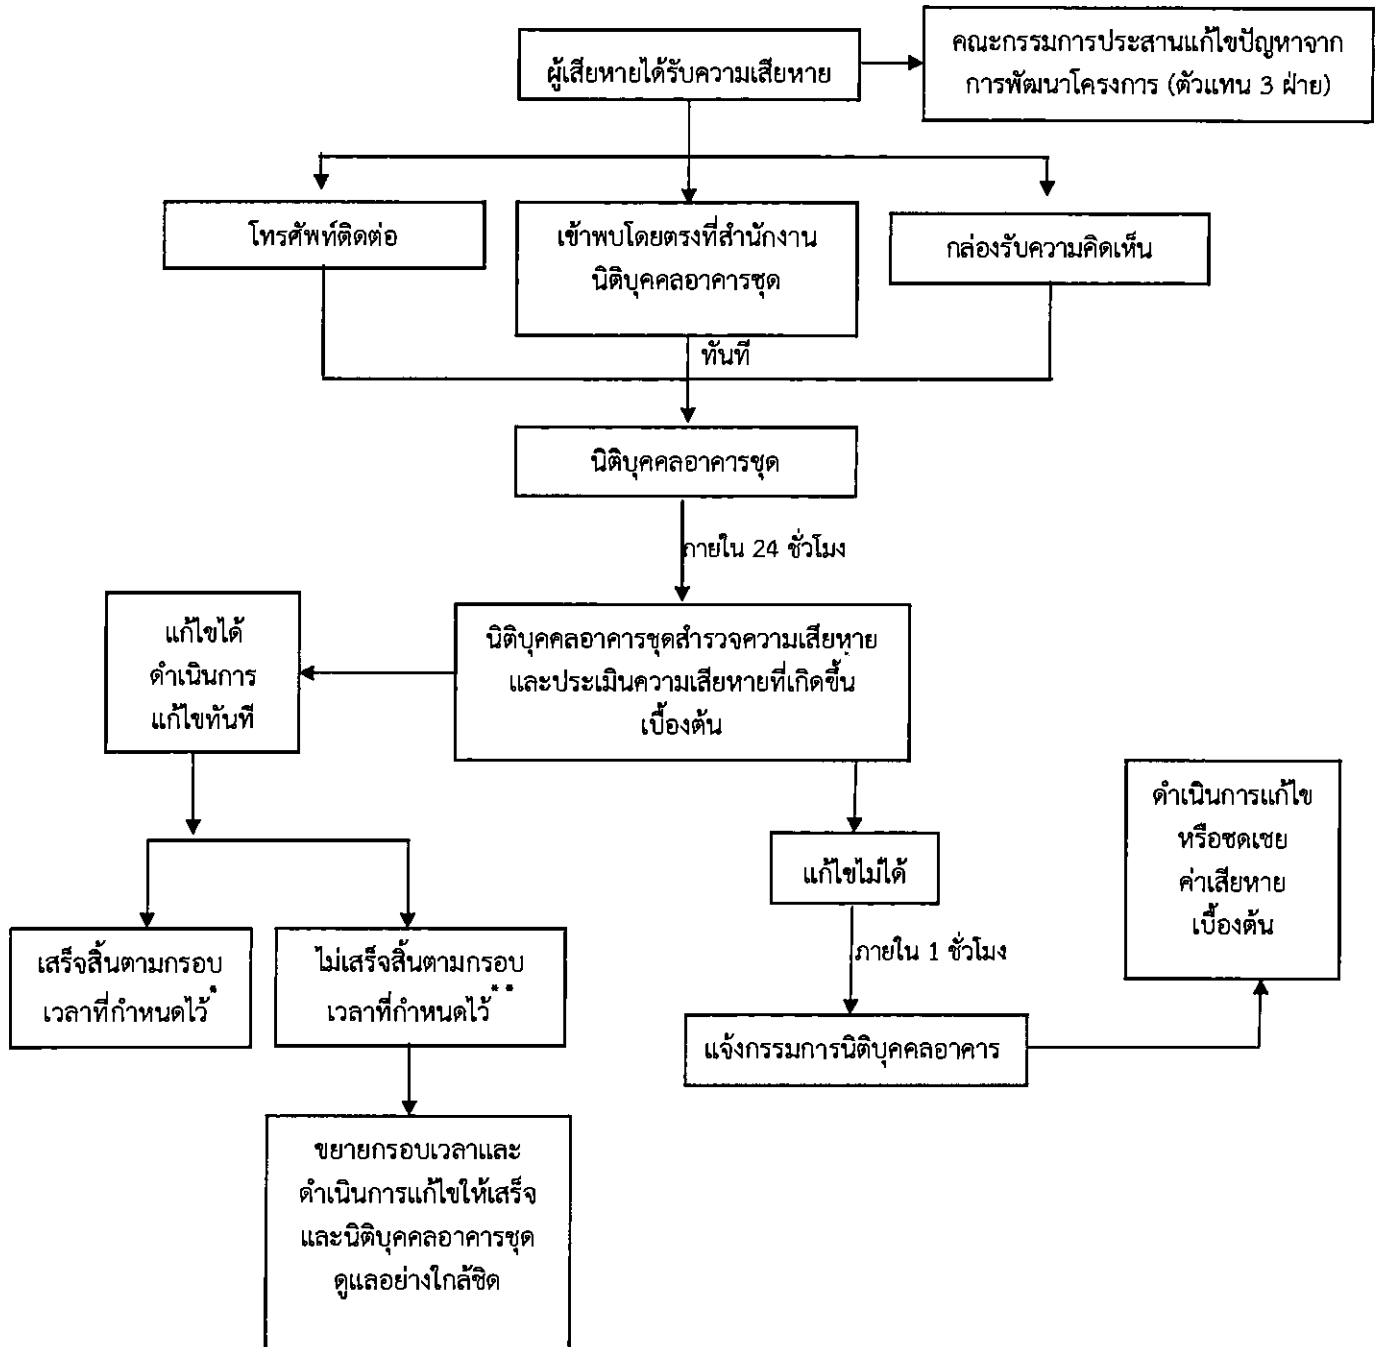 ผู้เสียหายได้รับความเสียหาย
คณะกรรมการประสานแก้ไขปัญหาจาก
การพัฒนาโครงการ (ตัวแทน 3 ฝ่าย)
โทรศัพท์ติดต่อ
เข้าพบโดยตรงที่สำนักงาน
นิติบุคคลอาคารชุด
กล่องรับความคิดเห็น
ทันที
นิติบุคคลอาคารชุด
ภายใน 24 ชั่วโมง
แก้ไขได้
ดำเนินการ
แก้ไขทันที
นิติบุคคลอาคารชุดสำรวจความเสียหาย
และประเมินความเสียหายที่เกิดขึ้น
เบื้องต้น
แก้ไขไม่ได้
ดำเนินการแก้ไข
หรือชดเชย
ค่าเสียหาย
เบื้องต้น
เสร็จสิ้นตามกรอบ
เวลาที่กำหนดไว้*
ไม่เสร็จสิ้นตามกรอบ
เวลาที่กำหนดไว้**
ภายใน 1 ชั่วโมง
แจ้งกรรมการนิติบุคคลอาคาร
ขยายกรอบเวลาและ
ดำเนินการแก้ไขให้เสร็จ
และนิติบุคคลอาคารชุด
ดูแลอย่างใกล้ชิด